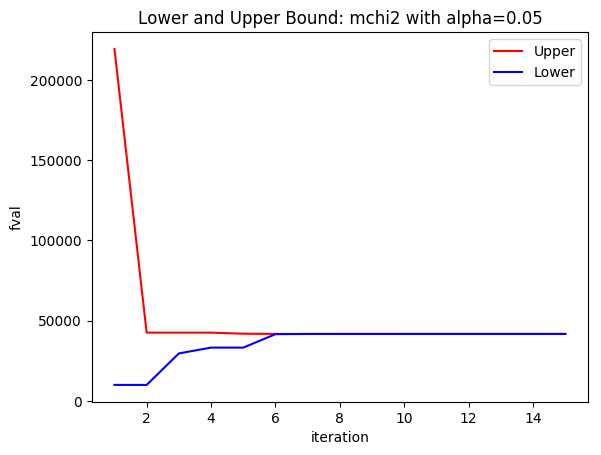 Lower and Upper Bound: mchi2 with alpha=0.05
Upper
Lower
200000
150000
100000
50000
0
fval
2 4 6 8 10 12 14
iteration